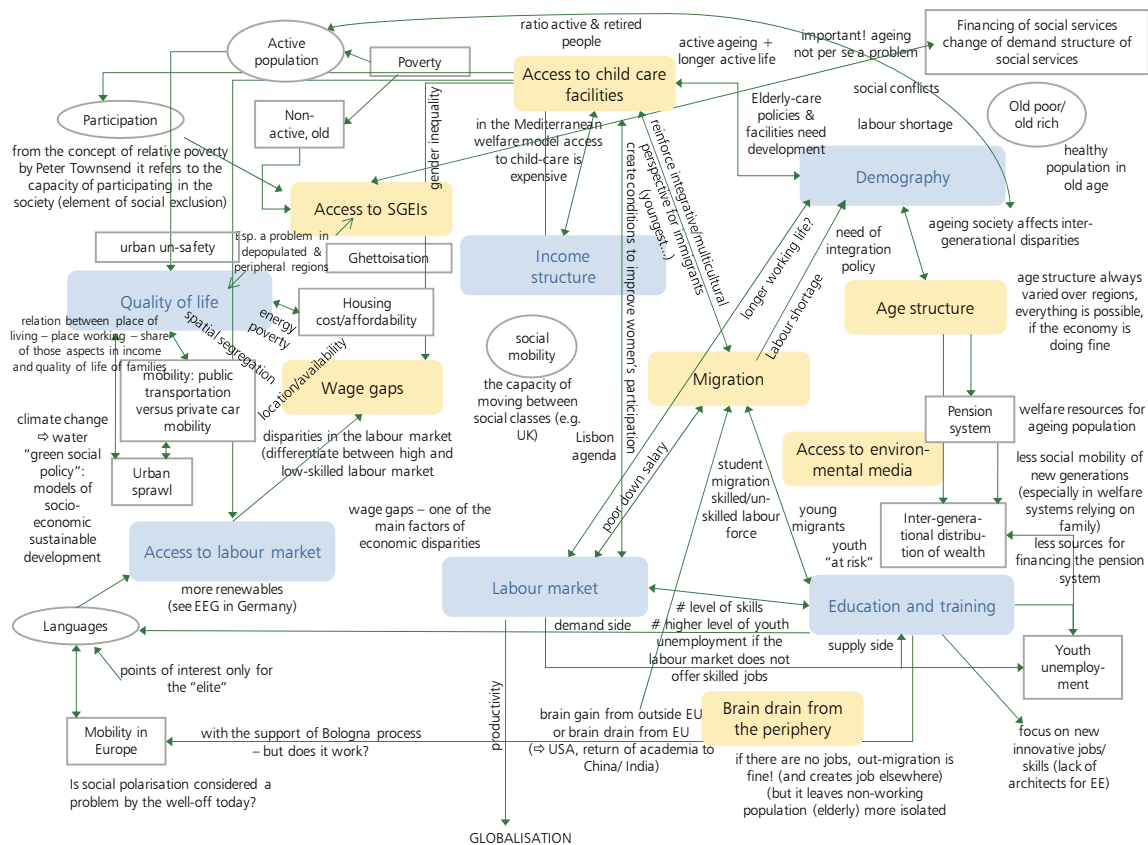 ratio active & retired
people
Active
population
Poverty
active ageing +
longer active life
important! ageing
not per se a problem
Financing of social services
change of demand structure of
social services
Access to child care
facilities
social conflicts
Old poor/
old rich
Participation
Non-
active, old
gender inequality
in the Mediterranean
welfare model access
to child-care is
expensive
Elderly-care
policies &
facilities need
development
labour shortage
healthy
population in
old age
from the concept of relative poverty
by Peter Townsend it refers to the
capacity of participating in the
society (element of social exclusion)
reinforce integrative/multicultural
perspective for immigrants
(youngest...)
create conditions to improve women's participation
Demography
Access to SGEIs
ageing society affects inter-
generational disparities
urban un-safety
Esp. a problem in
depopulated &
peripheral regions
Ghettoisation
Income
structure
longer working life?
need of
integration
policy
Quality of life
Housing
cost/affordability
energy
poverty
Age structure
age structure always
varied over regions,
everything is possible,
if the economy is
doing fine
relation between place of
living – place working – share
of those aspects in income
and quality of life of families
spatial segregation
location/availability
social
mobility
Labour shortage
mobility: public
transportation
versus private car
mobility
Wage gaps
the capacity of
moving between
social classes (e.g.
UK)
Migration
climate change
⇨ water
“green social
policy”:
models of
socio-
economic
sustainable
development
Urban
sprawl
disparities in the labour market
(differentiate between high and
low-skilled labour market
Lisbon
agenda
poor down salary
student
migration
skilled/un-
skilled labour
force
Access to environ-
mental media
Pension
system
welfare resources for
ageing population
less social mobility of
new generations
(especially in welfare
systems relying on
family)
less sources for
financing the pension
system
wage gaps – one of the
main factors of
economic disparities
young
migrants
youth
“at risk”
Inter-genera-
tional distribu-
tion of wealth
Access to labour market
more renewables
(see EEG in Germany)
Labour market
Education and training
Languages
demand side
# level of skills
# higher level of youth
unemployment if the
labour market does not
offer skilled jobs
supply side
Youth
unemploy-
ment
points of interest only for
the “elite”
productivity
Mobility in
Europe
with the support of Bologna process
– but does it work?
brain gain from outside EU
or brain drain from EU
(⇨ USA, return of academia to
China/ India)
Brain drain from
the periphery
focus on new
innovative jobs/
skills (lack of
architects for EE)
Is social polarisation considered a
problem by the well-off today?
if there are no jobs, out-migration is
fine! (and creates job elsewhere)
(but it leaves non-working
population (elderly) more isolated
GLOBALISATION